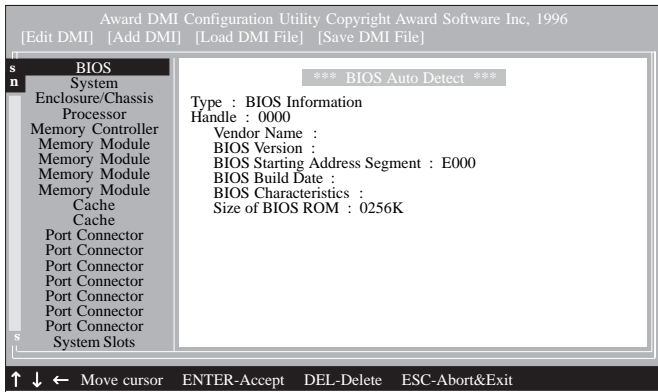 Award DMI Configuration Utility Copyright Award Software Inc, 1996
[Edit DMI] [Add DMI] [Load DMI File] [Save DMI File]
s
n
BIOS
System
Enclosure/Chassis
Processor
Memory Controller
Memory Module
Memory Module
Memory Module
Memory Module
Cache
Cache
Port Connector
Port Connector
Port Connector
Port Connector
Port Connector
Port Connector
Port Connector
System Slots
s
*** BIOS Auto Detect ***
Type : BIOS Information
Handle : 0000
Vendor Name :
BIOS Version :
BIOS Starting Address Segment : E000
BIOS Build Date :
BIOS Characteristics :
Size of BIOS ROM : 0256K
↑ ↓ ← Move cursor ENTER-Accept DEL-Delete ESC-Abort&Exit